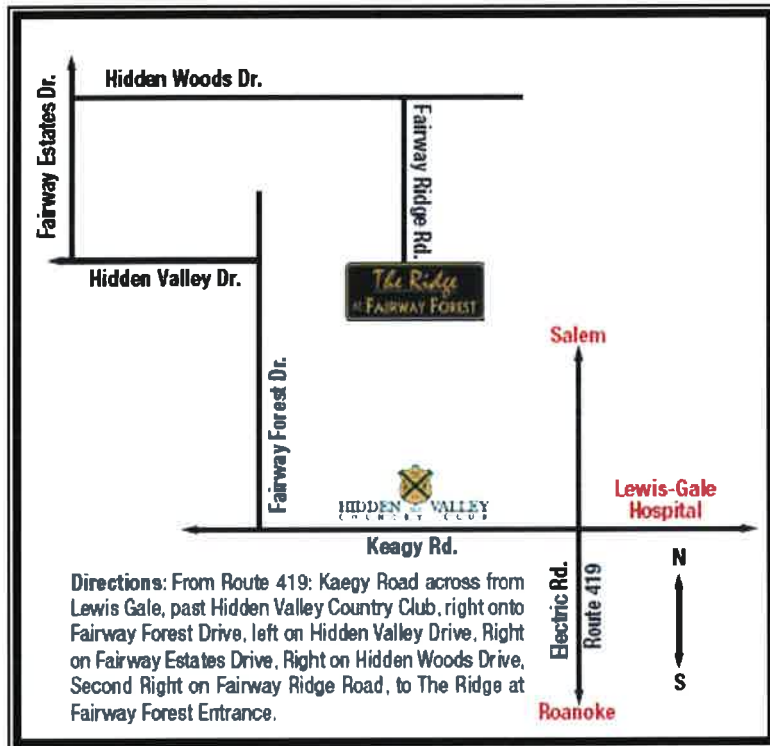 Hidden Woods Dr.
Fairway Estates Dr.
Fairway Ridge Rd.
Hidden Valley Dr.
The Ridge
at FAIRWAY FOREST
Salem
Fairway Forest Dr.
HIDDEN VALLEY
COUNTRY CLUB
Lewis-Gale
Hospital
Keagy Rd.
Electric Rd.
Route 419
N
S
Directions: From Route 419: Kaegy Road across from
Lewis Gale, past Hidden Valley Country Club, right onto
Fairway Forest Drive, left on Hidden Valley Drive, Right
on Fairway Estates Drive, Right on Hidden Woods Drive,
Second Right on Fairway Ridge Road, to The Ridge at
Fairway Forest Entrance.
Roanoke